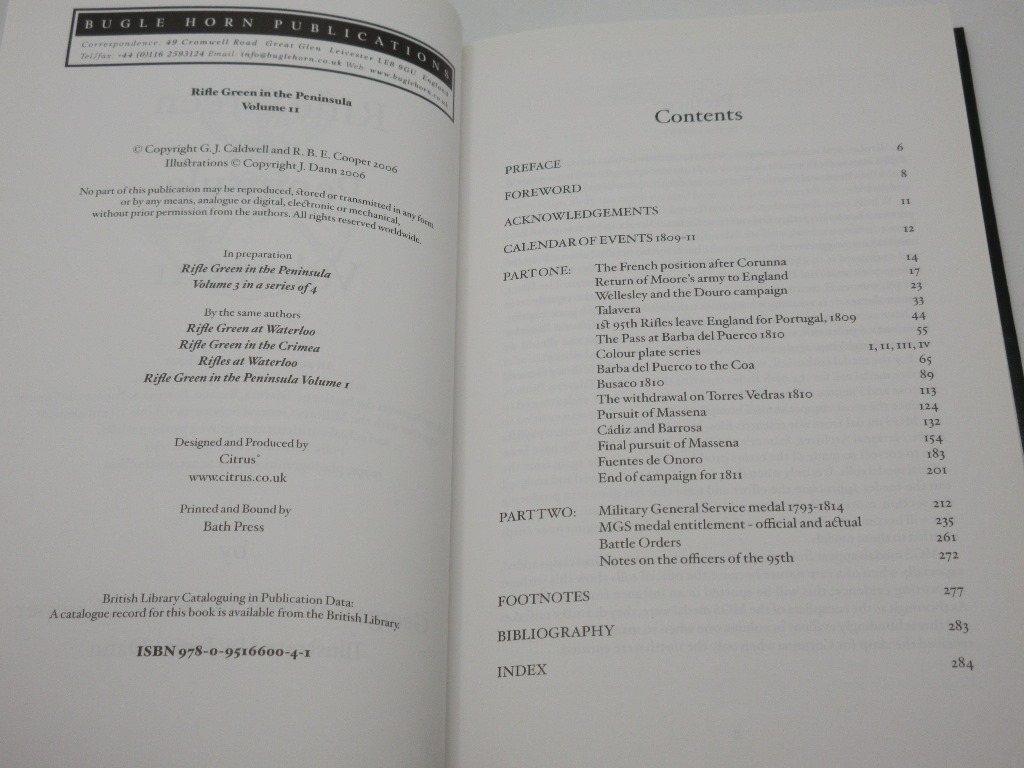 BUGLE HORN PUBLICATIONS
Correspondence: 49 Cromwell Road Great Glen Leicester LE8 9GU England
Tel/fax: +44 (0)116 2593124 Email: info@buglehorn.co.uk Web: www.buglehorn.co.uk
Rifle Green in the Peninsula
Volume 11
© Copyright G. J. Caldwell and R. B. E. Cooper 2006
Illustrations © Copyright J. Dann 2006
No part of this publication may be reproduced, stored or transmitted in any form
or by any means, analogue or digital, electronic or mechanical,
without prior permission from the authors. All rights reserved worldwide.
In preparation
Rifle Green in the Peninsula
Volume 3 in a series of 4
By the same authors
Rifle Green at Waterloo
Rifle Green in the Crimea
Rifles at Waterloo
Rifle Green in the Peninsula Volume 1
Designed and Produced by
Citrus°
www.citrus.co.uk
Printed and Bound by
Bath Press
British Library Cataloguing in Publication Data:
A catalogue record for this book is available from the British Library.
ISBN 978-0-9516600-4-1
Contents
PREFACE 6
FOREWORD 8
ACKNOWLEDGEMENTS 11
CALENDAR OF EVENTS 1809-11 12
PART ONE: The French position after Corunna 14
Return of Moore's army to England 17
Wellesley and the Douro campaign 23
Talavera 33
1st 95th Rifles leave England for Portugal, 1809 44
The Pass at Barba del Puerco 1810 55
Colour plate series I, II, III, IV
Barba del Puerco to the Coa 65
Busaco 1810 89
The withdrawal on Torres Vedras 1810 113
Pursuit of Massena 124
Cádiz and Barrosa 132
Final pursuit of Massena 154
Fuentes de Onoro 183
End of campaign for 1811 201
PART TWO: Military General Service medal 1793-1814 212
MGS medal entitlement - official and actual 235
Battle Orders 261
Notes on the officers of the 95th 272
FOOTNOTES 277
BIBLIOGRAPHY 283
INDEX 284